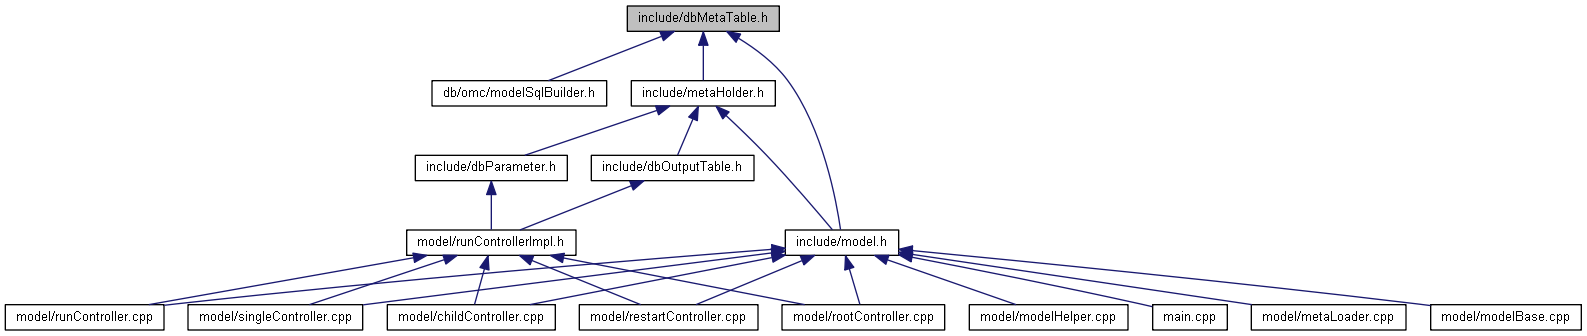 include/dbMetaTable.h
db/omc/modelSqlBuilder.h
include/metaHolder.h
include/dbParameter.h
include/dbOutputTable.h
model/runControllerImpl.h
include/model.h
model/runController.cpp
model/singleController.cpp
model/childController.cpp
model/restartController.cpp
model/rootController.cpp
model/modelHelper.cpp
main.cpp
model/metaLoader.cpp
model/modelBase.cpp